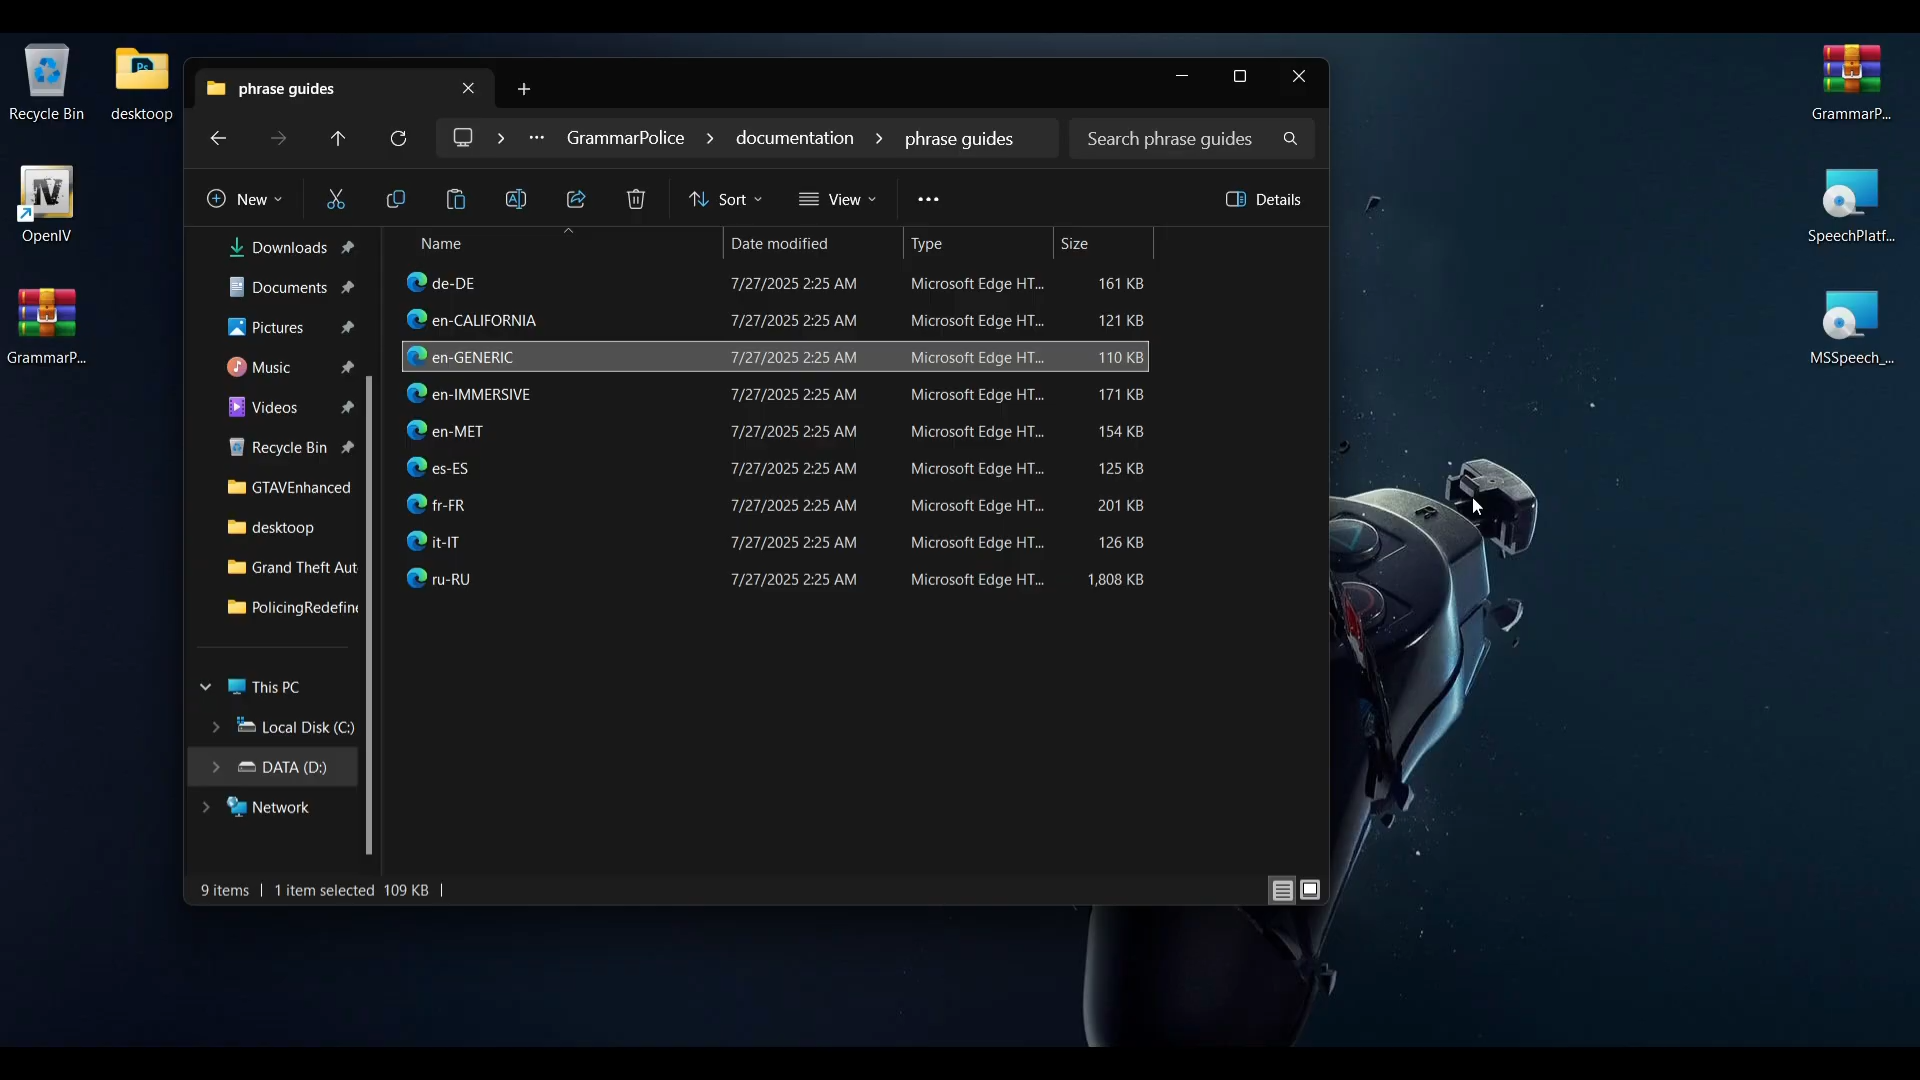 Recycle Bin
desktoop
OpenIV
GrammarP...
phrase guides
GrammarPolice
documentation
phrase guides
Search phrase guides
New
Sort
View
Details
Downloads
Documents
Pictures
Music
Videos
Recycle Bin
GTAVEnhanced
desktoop
Grand Theft Aut
PolicingRedefine
This PC
Local Disk (C:)
DATA (D:)
Network
Name Date modified Type Size
de-DE 7/27/2025 2:25 AM Microsoft Edge HT... 161 KB
en-CALIFORNIA 7/27/2025 2:25 AM Microsoft Edge HT... 121 KB
en-GENERIC 7/27/2025 2:25 AM Microsoft Edge HT... 110 KB
en-IMMERSIVE 7/27/2025 2:25 AM Microsoft Edge HT... 171 KB
en-MET 7/27/2025 2:25 AM Microsoft Edge HT... 154 KB
es-ES 7/27/2025 2:25 AM Microsoft Edge HT... 125 KB
fr-FR 7/27/2025 2:25 AM Microsoft Edge HT... 201 KB
it-IT 7/27/2025 2:25 AM Microsoft Edge HT... 126 KB
ru-RU 7/27/2025 2:25 AM Microsoft Edge HT... 1,808 KB
9 items 1 item selected 109 KB
GrammarP...
SpeechPlatf...
MSSpeech_...